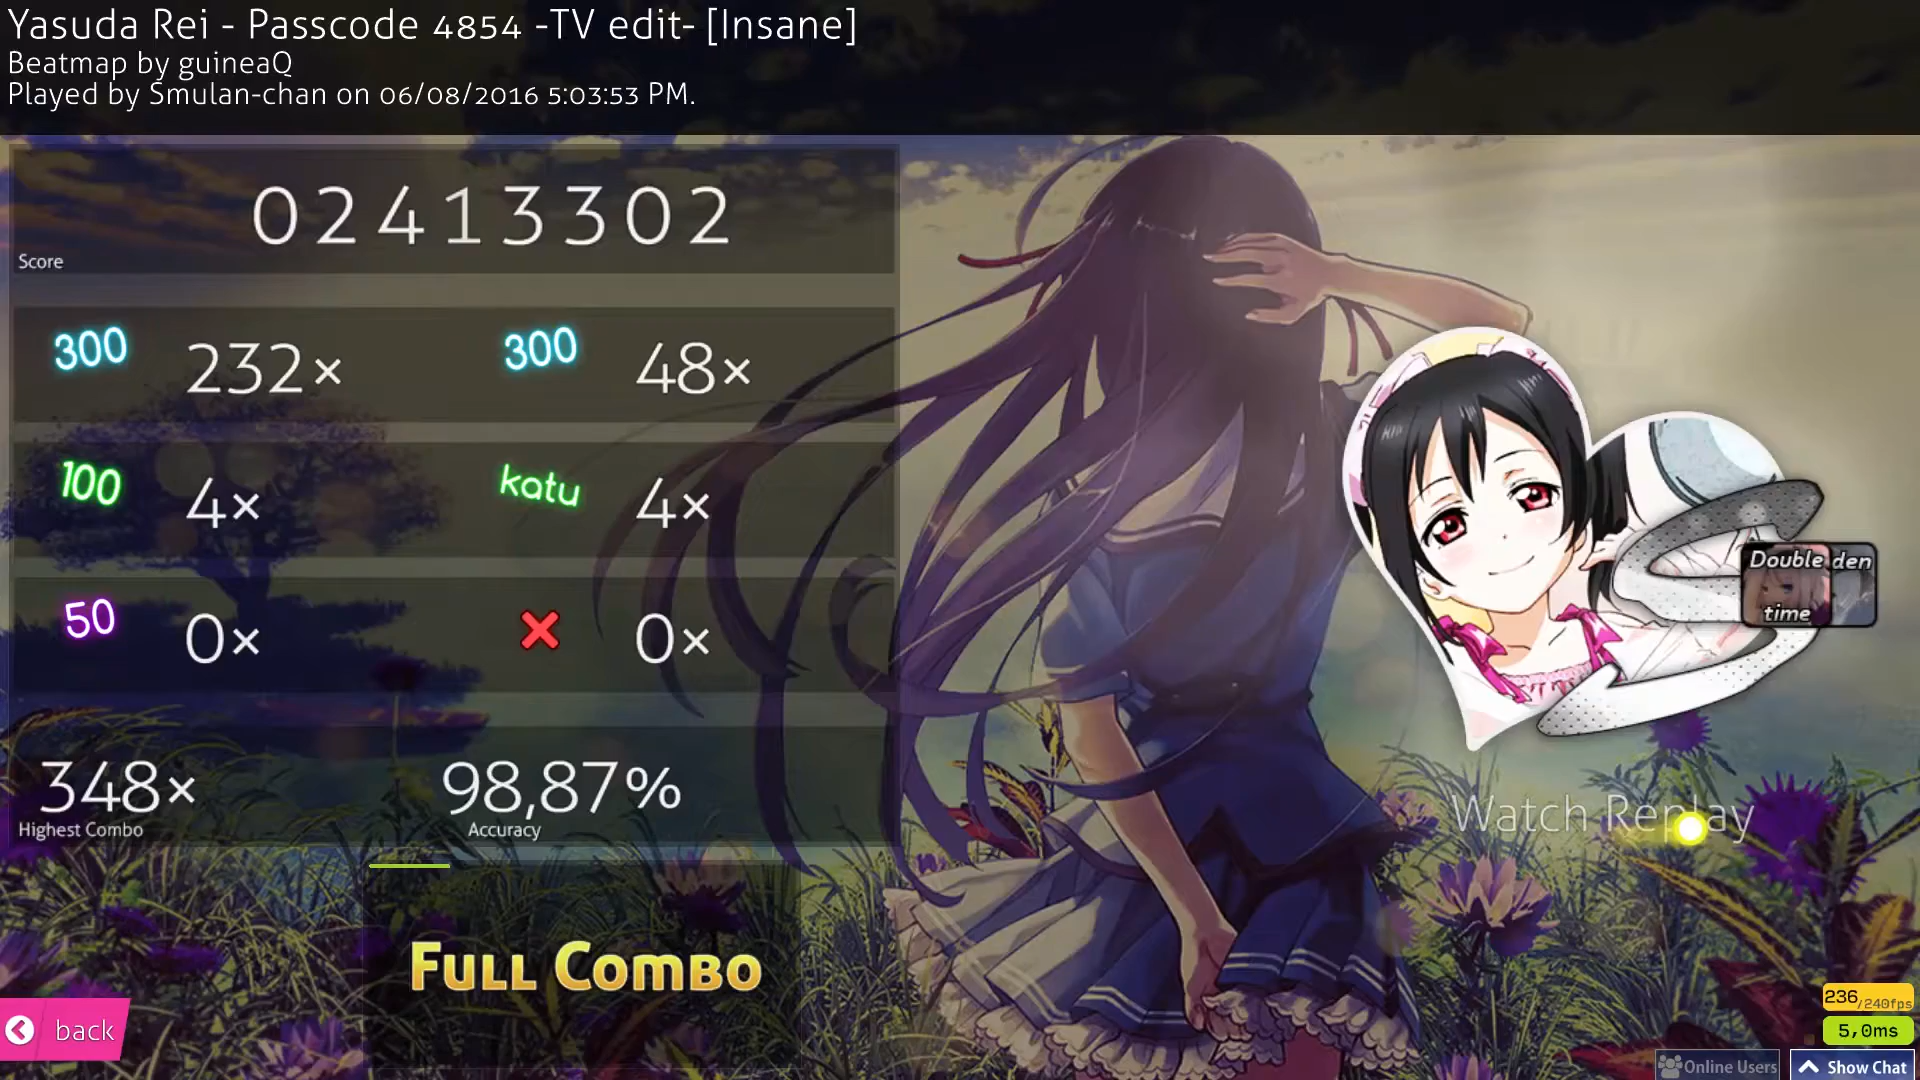 Yasuda Rei - Passcode 4854 -TV edit- [Insane]
Beatmap by guineaQ
Played by Smulan-chan on 06/08/2016 5:03:53 PM.
02413302
Score
300 232× 300 48×
100 4× katu 4×
50 0× 0×
348× 98,87%
Highest Combo Accuracy
Double den
time
Watch Replay
Full Combo
back
236/240fps
5,0ms
Online Users Show Chat